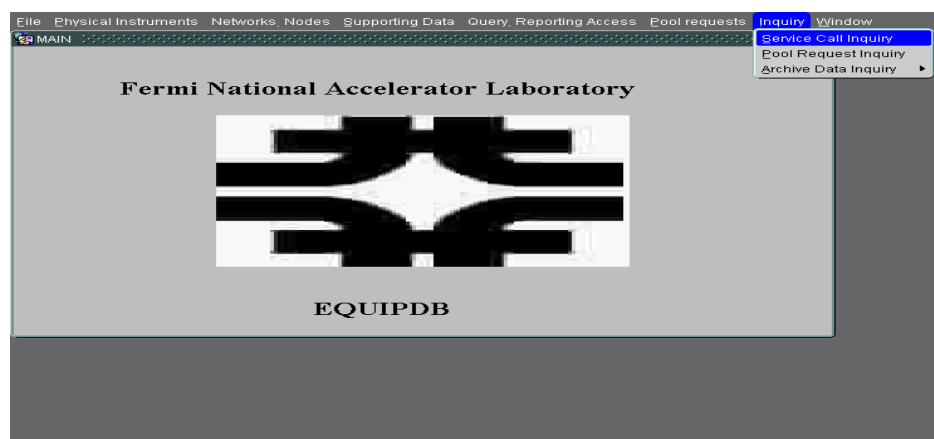 File Physical Instruments Networks, Nodes Supporting Data Query, Reporting Access Pool requests Inquiry Window
MAIN
Service Call Inquiry
Pool Request Inquiry
Archive Data Inquiry
Fermi National Accelerator Laboratory
EQUIPDB